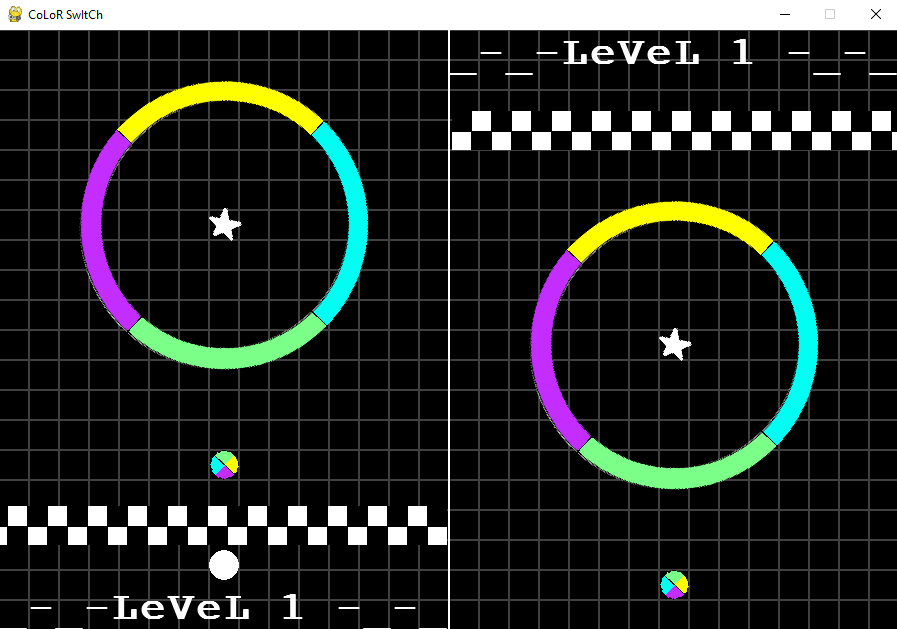 CoLoR SwItCh
- -LeVeL 1 - -
_ _ - -LeVeL 1 - - _ _